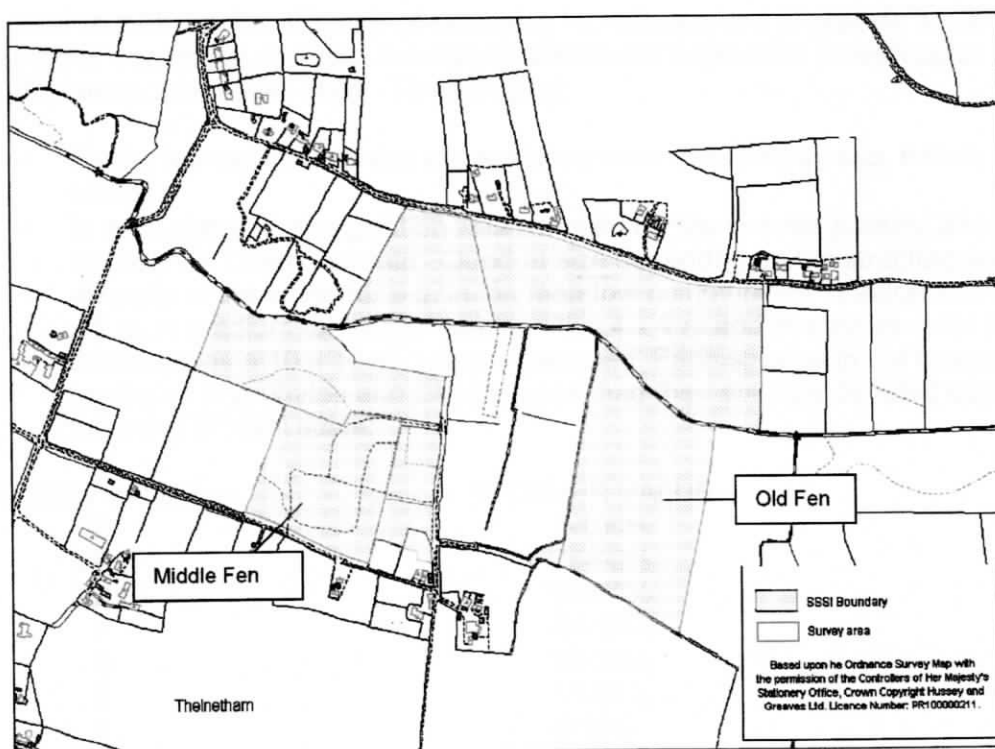 Old Fen
Middle Fen
SSSI Boundary
Survey area
Based upon he Ordnance Survey Map with
the permission of the Controllers of Her Majesty's
Stationery Office, Crown Copyright Hussey and
Greaves Ltd. Licence Number: PR100000211.
Thelnetham